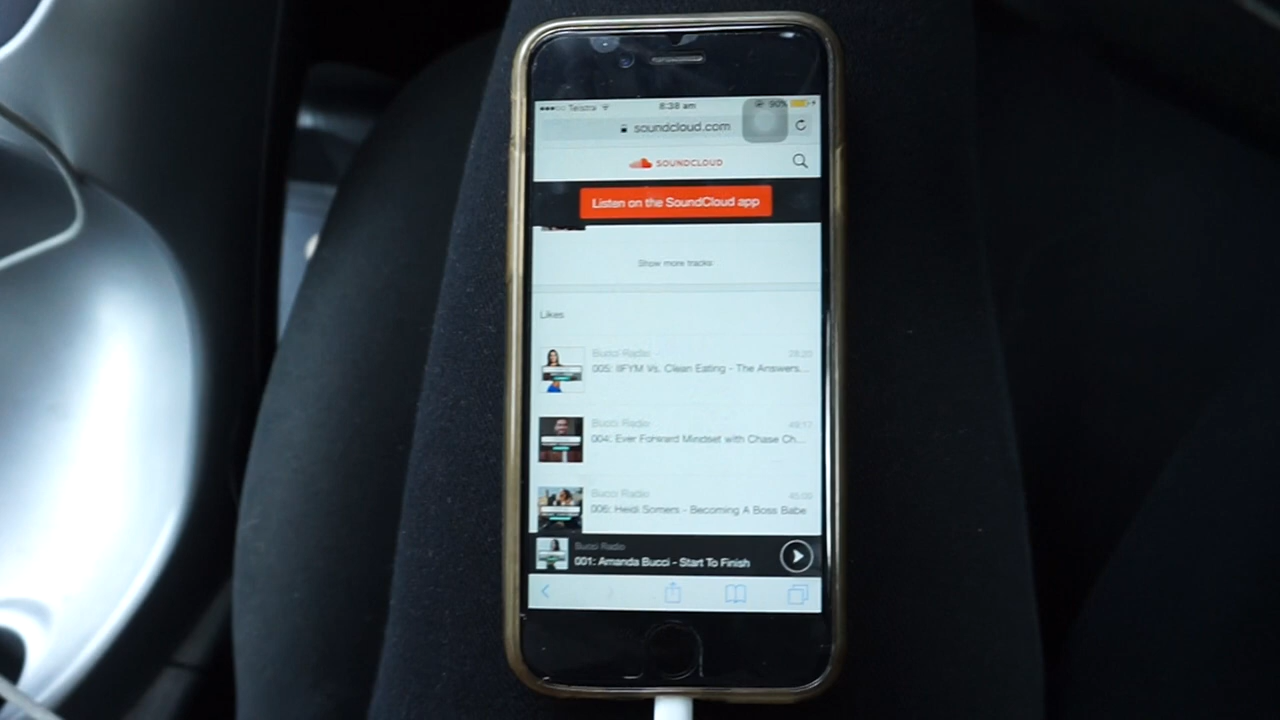 Telstra 8:38 am 90%
soundcloud.com
SOUNDCLOUD
Listen on the SoundCloud app
Show more tracks
Likes
Bucci Radio 28:20
005: IIFYM Vs. Clean Eating - The Answers...
Bucci Radio 49:17
004: Ever Forward Mindset with Chase Ch...
Bucci Radio 45:09
006: Heidi Somers - Becoming A Boss Babe
Bucci Radio
001: Amanda Bucci - Start To Finish